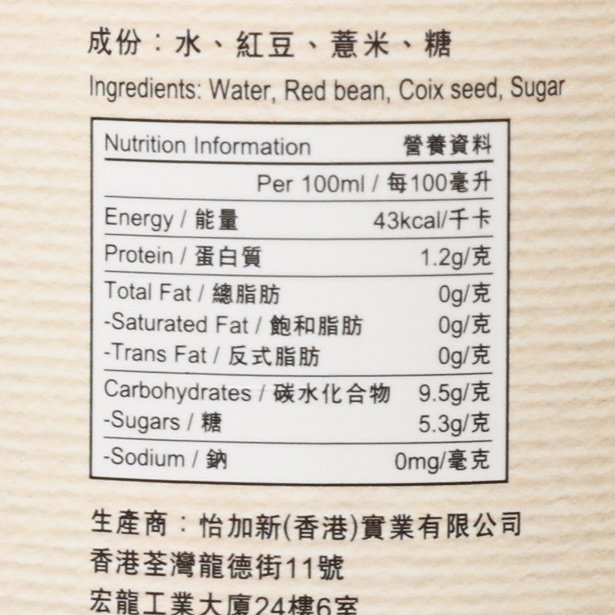 成份：水、紅豆、薏米、糖
Ingredients: Water, Red bean, Coix seed, Sugar
Nutrition Information 營養資料
Per 100ml / 每100毫升
Energy / 能量 43kcal/千卡
Protein / 蛋白質 1.2g/克
Total Fat / 總脂肪 0g/克
-Saturated Fat / 飽和脂肪 0g/克
-Trans Fat / 反式脂肪 0g/克
Carbohydrates / 碳水化合物 9.5g/克
-Sugars / 糖 5.3g/克
-Sodium / 鈉 0mg/毫克
生產商：怡加新(香港)實業有限公司
香港荃灣龍德街11號
宏龍工業大廈24樓6室